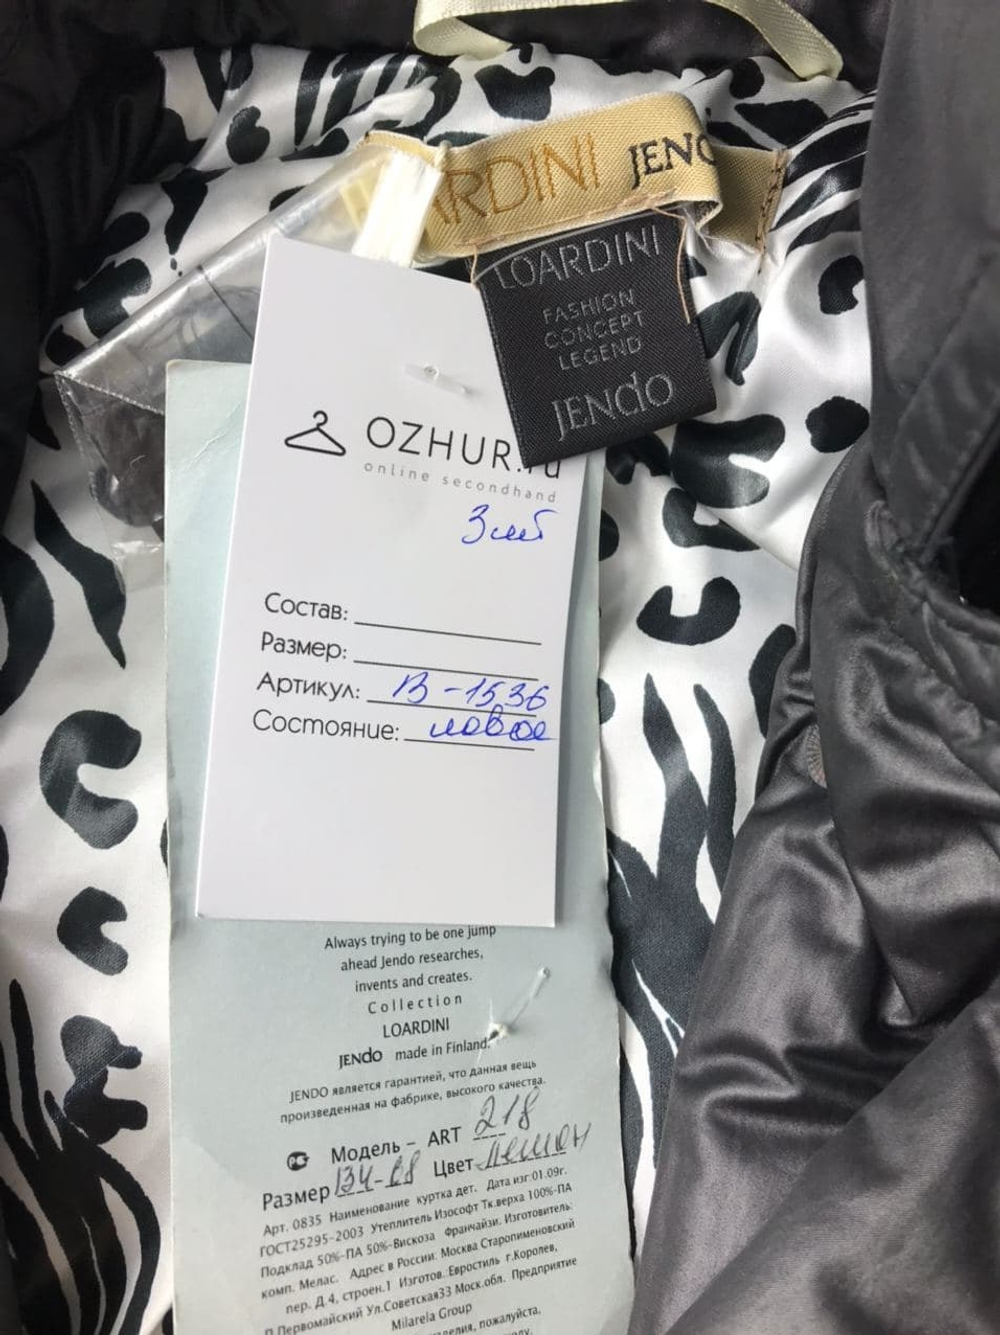 ARDINI JEND
LOARDINI
FASHION
CONCEPT
LEGEND
JENdo
OZHUR.ru
online secondhand
Состав:
Размер:
Артикул: В-1536
Состояние: новое
Always trying to be one jump
ahead Jendo researches,
invents and creates.
Collection
LOARDINI
JENdo made in Finland.
JENDO является гарантией, что данная вещь
произведенная на фабрике, высокого качества.
Модель - ART 218
Размер 134-68 Цвет
Арт. 0835 Наименование куртка дет. Дата изг.01.09г.
ГОСТ25295-2003 Утеплитель Изософт Тк.верха 100%-ПА
Подклад 50%-ПА 50%-Вискоза Франчайзи. Изготовитель:
комп. Мелас. Адрес в России: Москва Старопименовский
пер. Д.4, строен.1 Изготов.:Евростиль г.Королев,
П.Первомайский Ул.Советская33 Моск.обл. Предприятие
Milarela Group
пожалуйста,